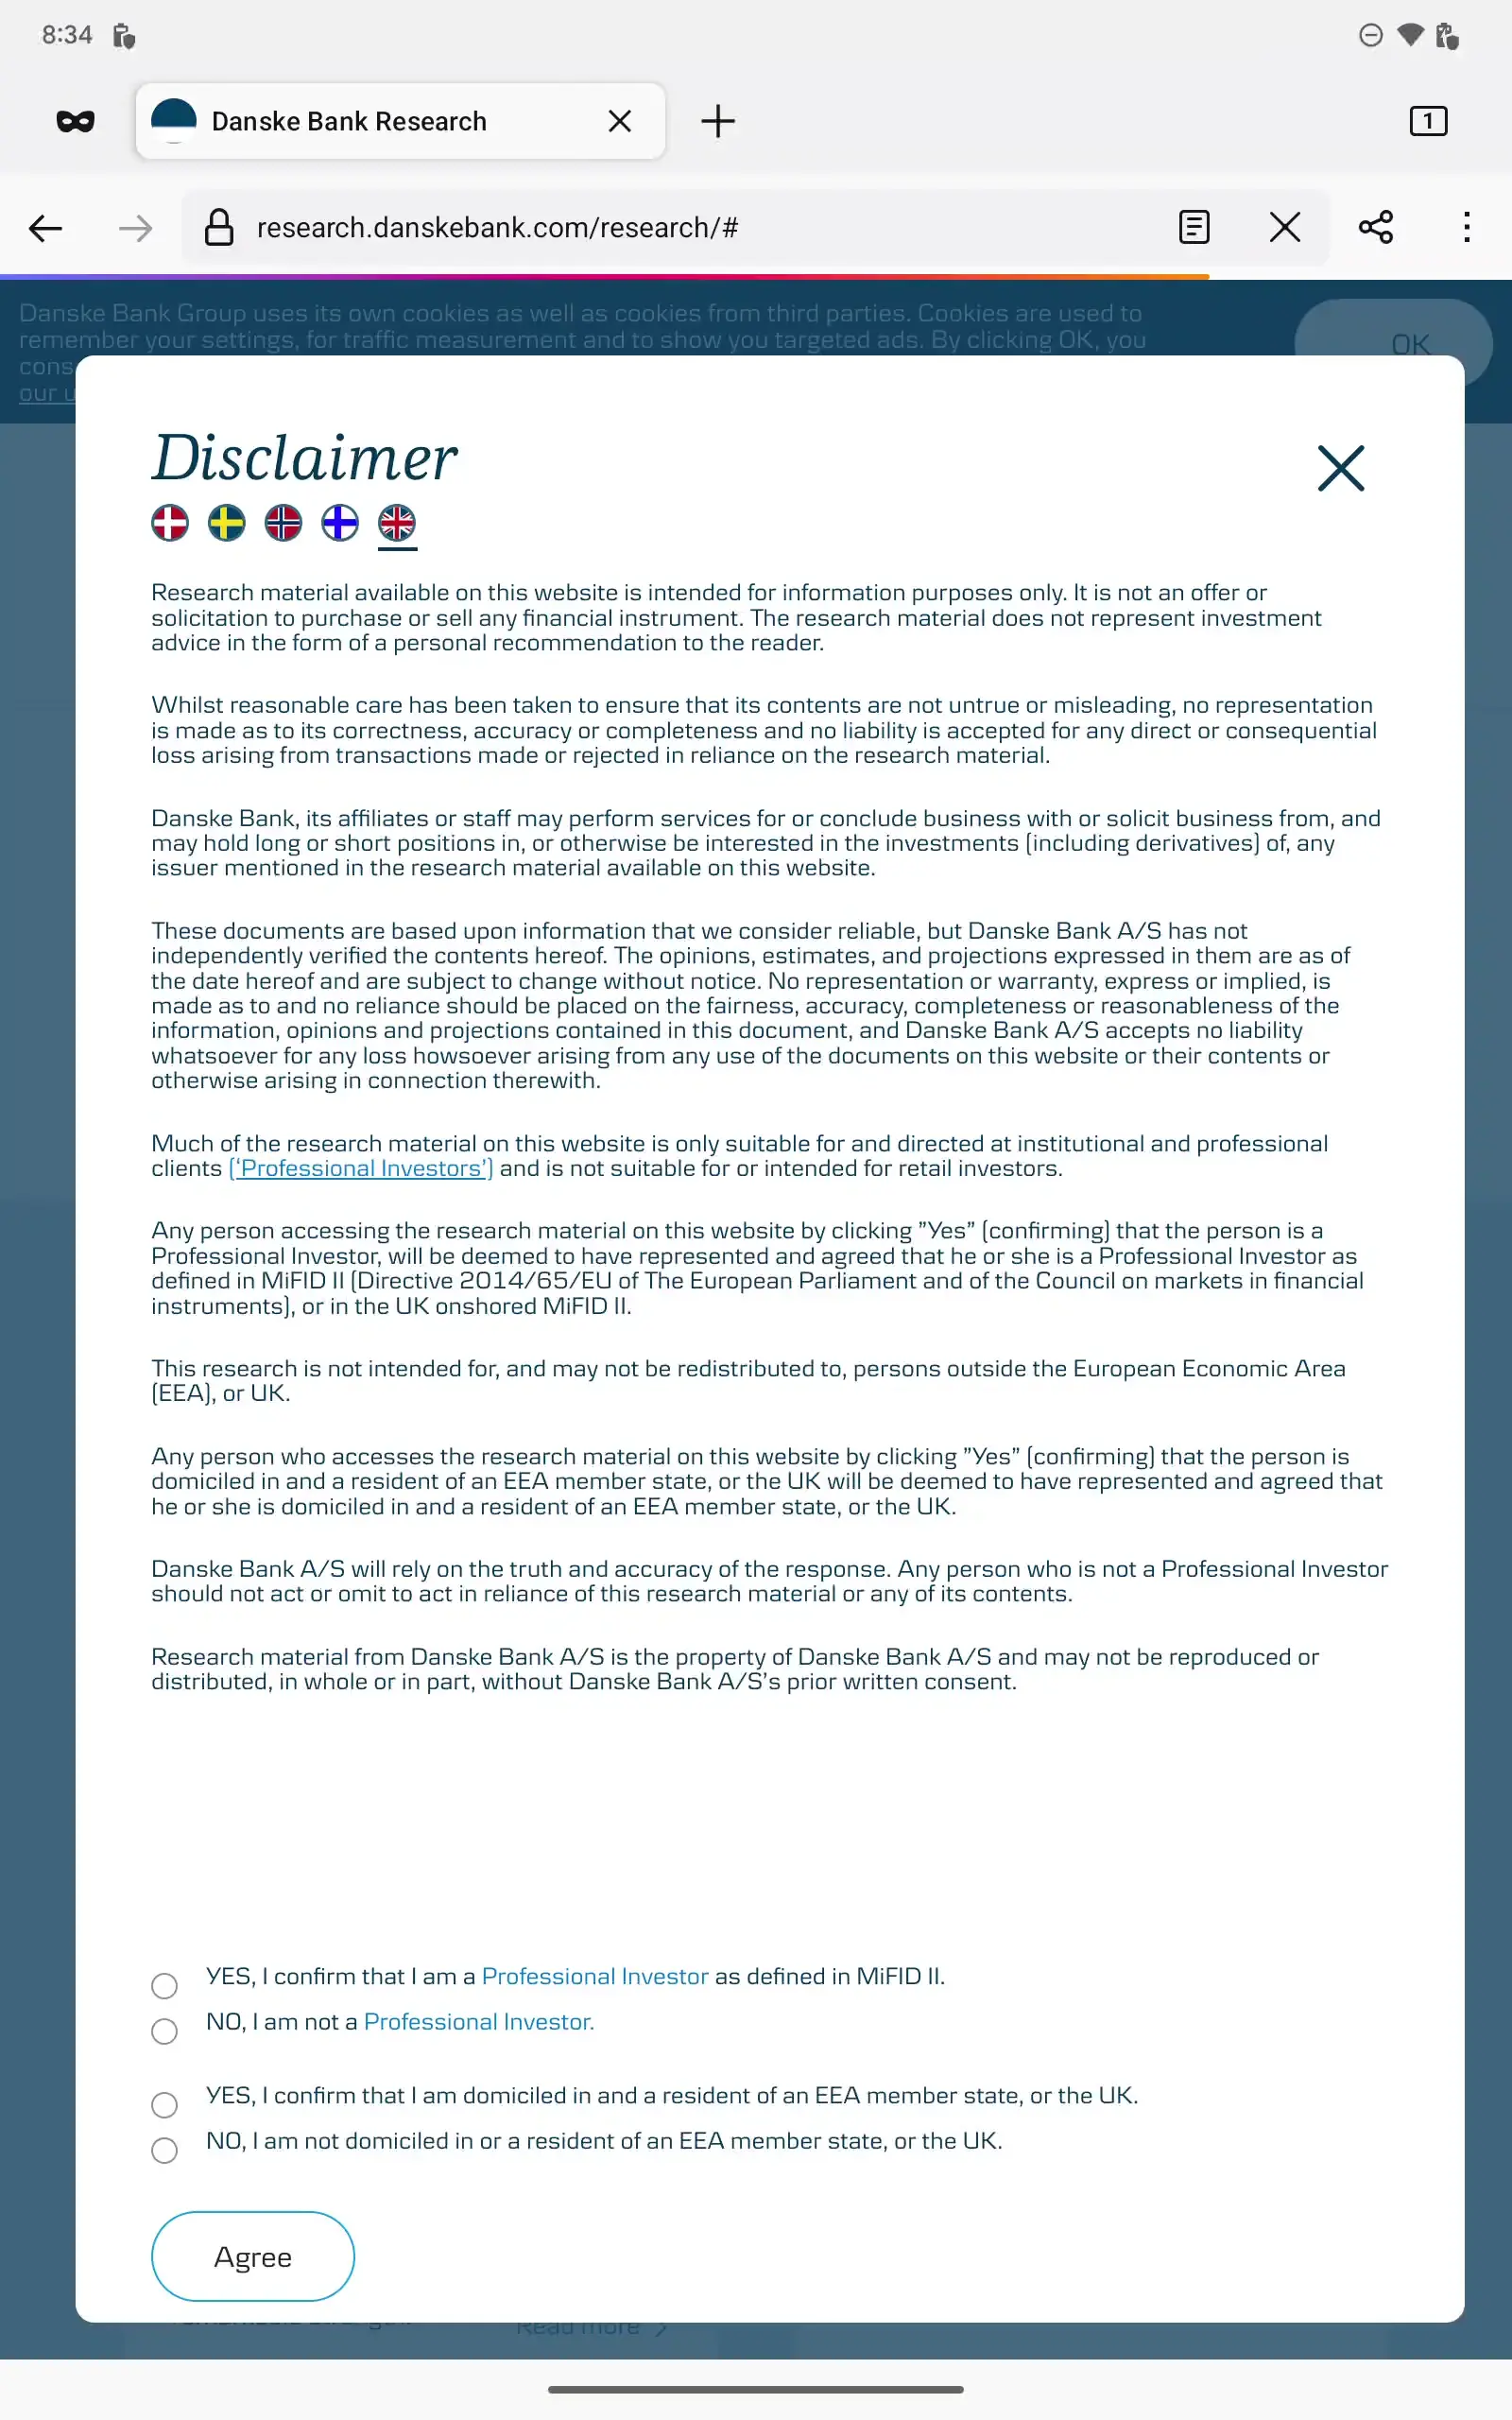 8:34
Danske Bank Research
1
research.danskebank.com/research/#
Danske Bank Group uses its own cookies as well as cookies from third parties. Cookies are used to
remember your settings, for traffic measurement and to show you targeted ads. By clicking OK, you
OK
cons
our u
Disclaimer
Research material available on this website is intended for information purposes only. It is not an offer or
solicitation to purchase or sell any financial instrument. The research material does not represent investment
advice in the form of a personal recommendation to the reader.
Whilst reasonable care has been taken to ensure that its contents are not untrue or misleading, no representation
is made as to its correctness, accuracy or completeness and no liability is accepted for any direct or consequential
loss arising from transactions made or rejected in reliance on the research material.
Danske Bank, its affiliates or staff may perform services for or conclude business with or solicit business from, and
may hold long or short positions in, or otherwise be interested in the investments (including derivatives) of, any
issuer mentioned in the research material available on this website.
These documents are based upon information that we consider reliable, but Danske Bank A/S has not
independently verified the contents hereof. The opinions, estimates, and projections expressed in them are as of
the date hereof and are subject to change without notice. No representation or warranty, express or implied, is
made as to and no reliance should be placed on the fairness, accuracy, completeness or reasonableness of the
information, opinions and projections contained in this document, and Danske Bank A/S accepts no liability
whatsoever for any loss howsoever arising from any use of the documents on this website or their contents or
otherwise arising in connection therewith.
Much of the research material on this website is only suitable for and directed at institutional and professional
clients (‘Professional Investors’) and is not suitable for or intended for retail investors.
Any person accessing the research material on this website by clicking ”Yes” (confirming) that the person is a
Professional Investor, will be deemed to have represented and agreed that he or she is a Professional Investor as
defined in MiFID II (Directive 2014/65/EU of The European Parliament and of the Council on markets in financial
instruments), or in the UK onshored MiFID II.
This research is not intended for, and may not be redistributed to, persons outside the European Economic Area
(EEA), or UK.
Any person who accesses the research material on this website by clicking ”Yes” (confirming) that the person is
domiciled in and a resident of an EEA member state, or the UK will be deemed to have represented and agreed that
he or she is domiciled in and a resident of an EEA member state, or the UK.
Danske Bank A/S will rely on the truth and accuracy of the response. Any person who is not a Professional Investor
should not act or omit to act in reliance of this research material or any of its contents.
Research material from Danske Bank A/S is the property of Danske Bank A/S and may not be reproduced or
distributed, in whole or in part, without Danske Bank A/S’s prior written consent.
YES, I confirm that I am a Professional Investor as defined in MiFID II.
NO, I am not a Professional Investor.
YES, I confirm that I am domiciled in and a resident of an EEA member state, or the UK.
NO, I am not domiciled in or a resident of an EEA member state, or the UK.
Agree
Read more